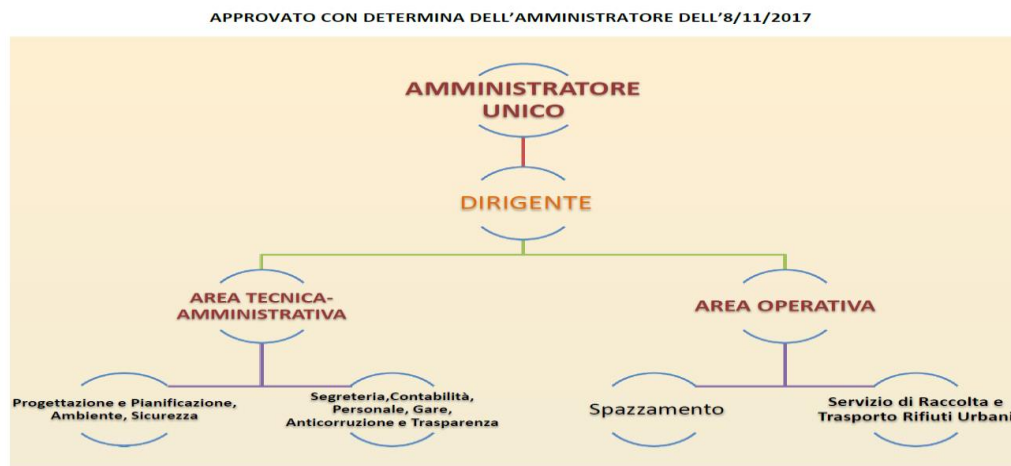 APPROVATO CON DETERMINA DELL'AMMINISTRATORE DELL'8/11/2017
AMMINISTRATORE
UNICO
DIRIGENTE
AREA TECNICA-
AMMINISTRATIVA
AREA OPERATIVA
Progettazione e Pianificazione,
Ambiente, Sicurezza
Segreteria,Contabilità,
Personale, Gare,
Anticorruzione e Trasparenza
Spazzamento
Servizio di Raccolta e
Trasporto Rifiuti Urbani